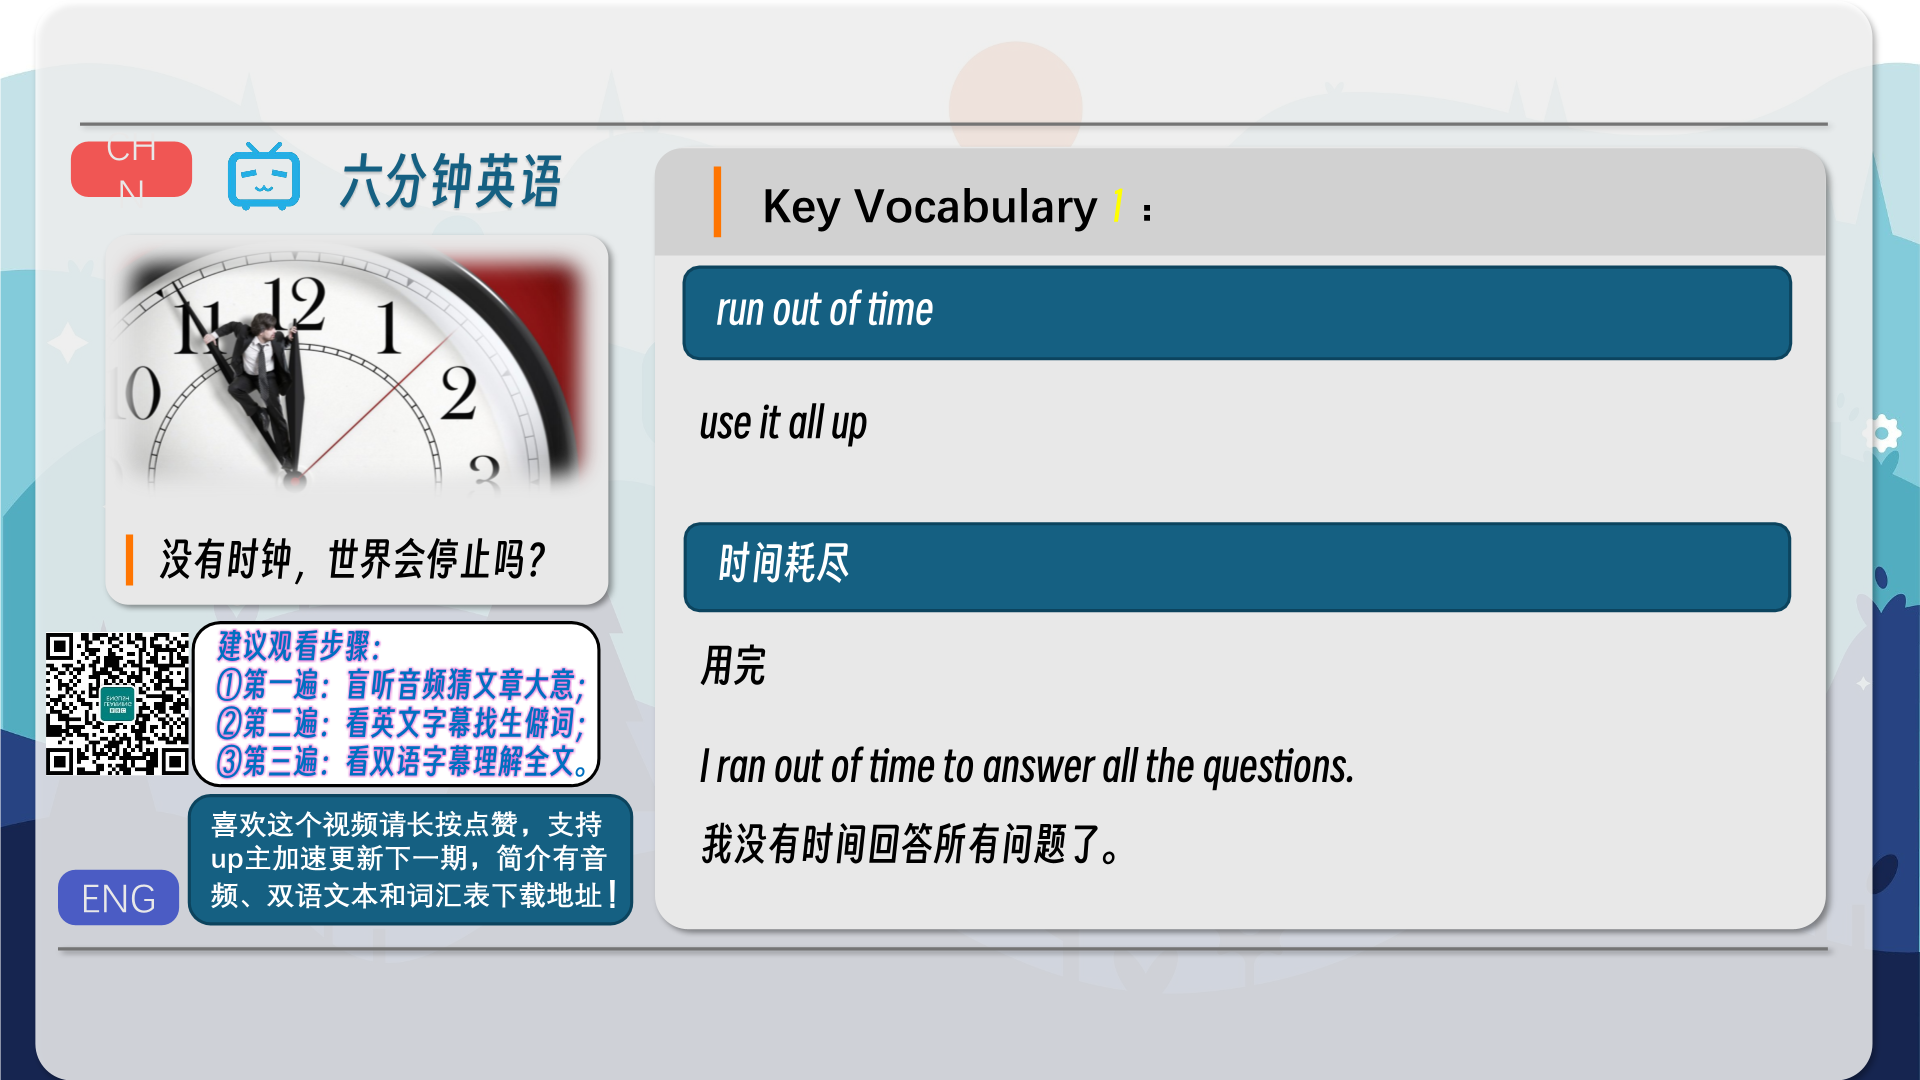 CH
N
六分钟英语
12
11
1
10
2
3
没有时钟，世界会停止吗？
建议观看步骤：
①第一遍：盲听音频猜文章大意；
②第二遍：看英文字幕找生僻词；
③第三遍：看双语字幕理解全文。
喜欢这个视频请长按点赞，支持
up主加速更新下一期，简介有音
频、双语文本和词汇表下载地址！
ENG
Key Vocabulary 1：
run out of time
use it all up
时间耗尽
用完
I ran out of time to answer all the questions.
我没有时间回答所有问题了。